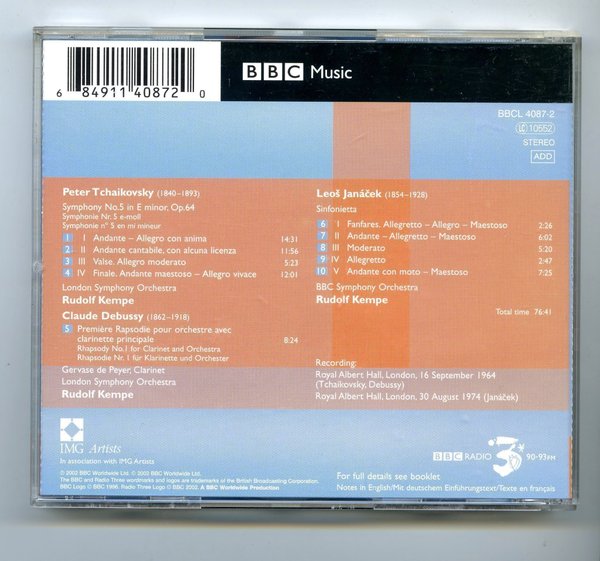 6 84911 40872 0
BBC Music
BBCL 4087-2
LC 10552
STEREO
ADD
Peter Tchaikovsky (1840–1893)
Symphony No.5 in E minor, Op.64
Symphonie Nr. 5 e-moll
Symphonie n° 5 en mi mineur
1 I Andante – Allegro con anima 14:31
2 II Andante cantabile, con alcuna licenza 11:56
3 III Valse. Allegro moderato 5:23
4 IV Finale. Andante maestoso – Allegro vivace 12:01
London Symphony Orchestra
Rudolf Kempe
Claude Debussy (1862–1918)
5 Première Rapsodie pour orchestre avec
clarinette principale 8:24
Rhapsody No.1 for Clarinet and Orchestra
Rhapsodie Nr. 1 für Klarinette und Orchester
Gervase de Peyer, Clarinet
London Symphony Orchestra
Rudolf Kempe
Leoš Janáček (1854–1928)
Sinfonietta
6 I Fanfares. Allegretto – Allegro – Maestoso 2:26
7 II Andante – Allegretto – Maestoso 6:02
8 III Moderato 5:20
9 IV Allegretto 3:11
10 V Andante con moto – Maestoso 7:25
BBC Symphony Orchestra
Rudolf Kempe
Total time 76:41
Recording:
Royal Albert Hall, London, 16 September 1964
(Tchaikovsky, Debussy)
Royal Albert Hall, London, 30 August 1974 (Janáček)
IMG Artists
In association with IMG Artists
℗ 2002 BBC Worldwide Ltd. © 2002 BBC Worldwide Ltd.
The BBC and Radio Three wordmarks and logos are trademarks of the British Broadcasting Corporation.
BBC Logo © BBC 1996. Radio Three Logo © BBC 2002. A BBC Worldwide Production
BBC RADIO 3 90-93FM
For full details see booklet
Notes in English/Mit deutschem Einführungstext/Texte en français